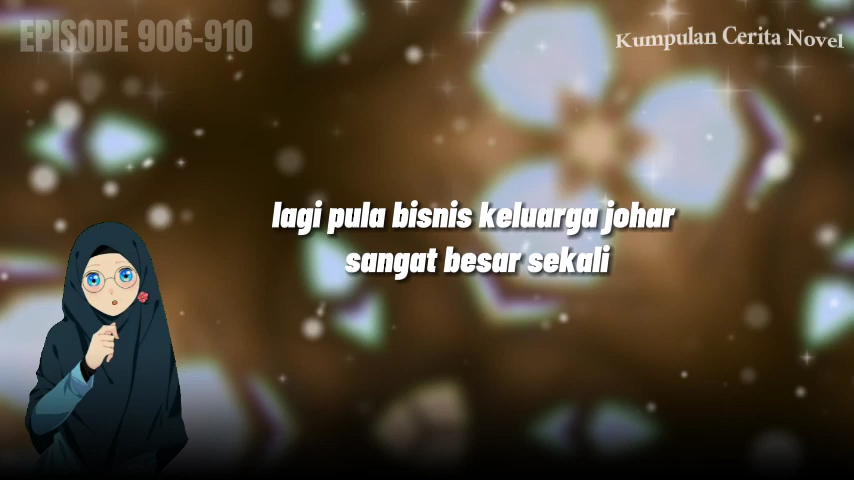 EPISODE 906-910
Kumpulan Cerita Novel
lagi pula bisnis keluarga johar
sangat besar sekali